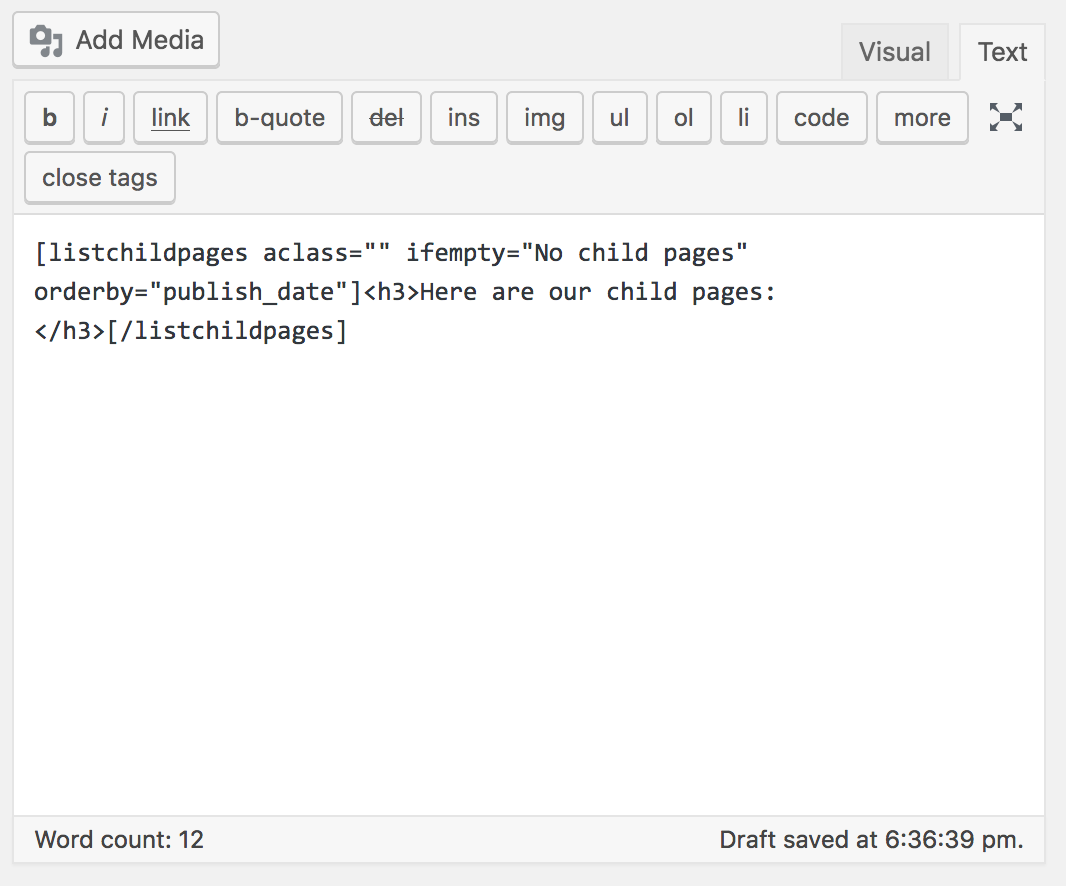 Add Media
Visual Text
b i link b-quote del ins img ul ol li code more
close tags
[listchildpages aclass="" ifempty="No child pages"
orderby="publish_date"]<h3>Here are our child pages:
</h3>[/listchildpages]
Word count: 12 Draft saved at 6:36:39 pm.